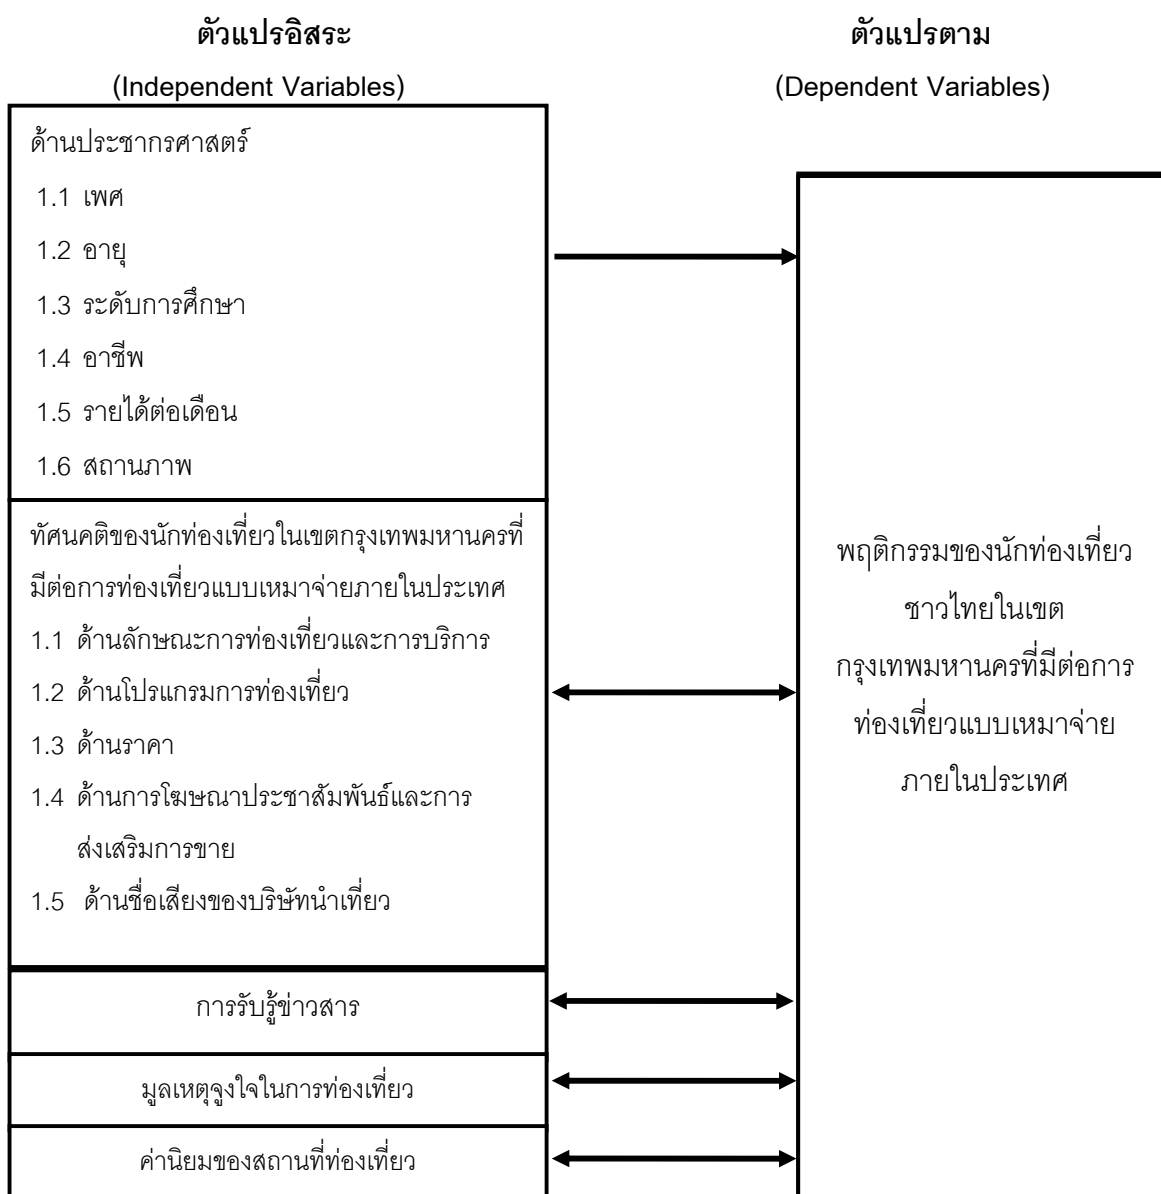 ตัวแปรอิสระ
(Independent Variables)
ด้านประชากรศาสตร์
1.1 เพศ
1.2 อายุ
1.3 ระดับการศึกษา
1.4 อาชีพ
1.5 รายได้ต่อเดือน
1.6 สถานภาพ
ทัศนคติของนักท่องเที่ยวในเขตกรุงเทพมหานครที่
มีต่อการท่องเที่ยวแบบเหมาจ่ายภายในประเทศ
1.1 ด้านลักษณะการท่องเที่ยวและการบริการ
1.2 ด้านโปรแกรมการท่องเที่ยว
1.3 ด้านราคา
1.4 ด้านการโฆษณาประชาสัมพันธ์และการ
ส่งเสริมการขาย
1.5 ด้านชื่อเสียงของบริษัทนำเที่ยว
การรับรู้ข่าวสาร
มูลเหตุจูงใจในการท่องเที่ยว
ค่านิยมของสถานที่ท่องเที่ยว
ตัวแปรตาม
(Dependent Variables)
พฤติกรรมของนักท่องเที่ยว
ชาวไทยในเขต
กรุงเทพมหานครที่มีต่อการ
ท่องเที่ยวแบบเหมาจ่าย
ภายในประเทศ